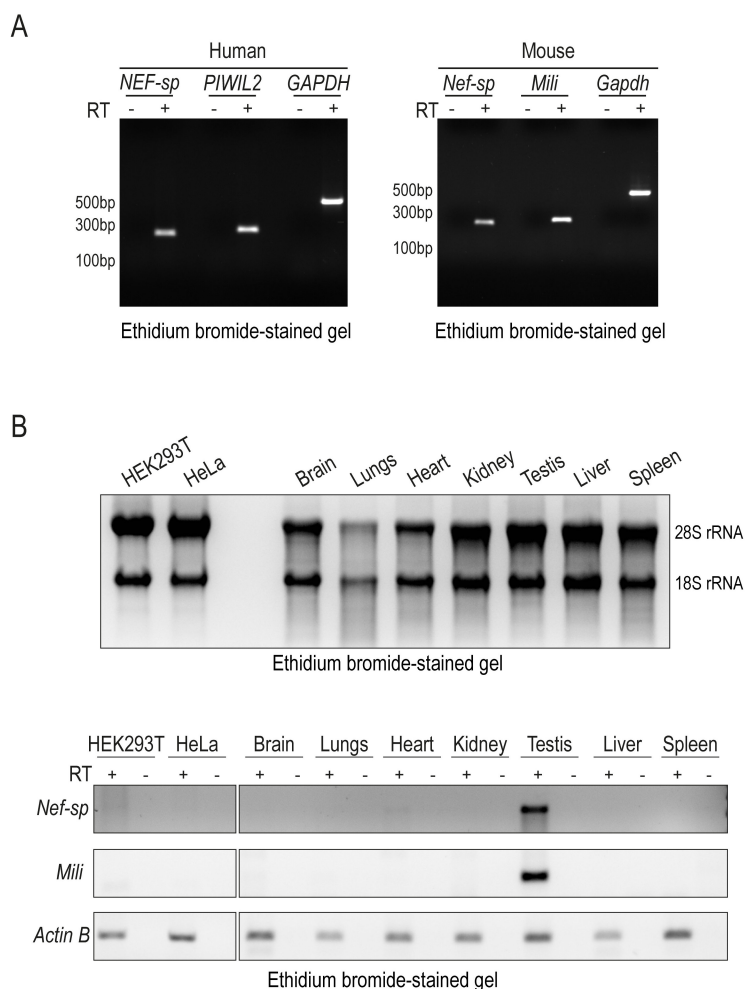 A
Human
NEF-sp PIWIL2 GAPDH
RT - + - + - +
500bp
300bp
100bp
Ethidium bromide-stained gel
Mouse
Nef-sp Mili Gapdh
RT - + - + - +
500bp
300bp
100bp
Ethidium bromide-stained gel
B
HEK293T HeLa Brain Lungs Heart Kidney Testis Liver Spleen
28S rRNA
18S rRNA
Ethidium bromide-stained gel
HEK293T HeLa Brain Lungs Heart Kidney Testis Liver Spleen
RT + - + - + - + - + - + - + - + - + -
Nef-sp
Mili
Actin B
Ethidium bromide-stained gel